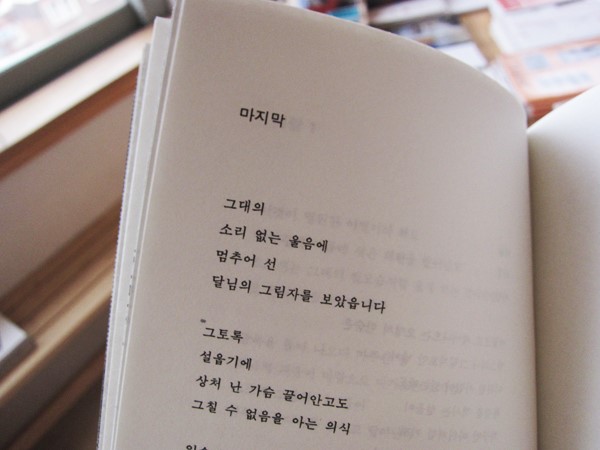 마지막
그대의
소리 없는 울음에
멈추어 선
달님의 그림자를 보았읍니다
그토록
설읍기에
상처 난 가슴 끌어안고도
그칠 수 없음을 아는 의식